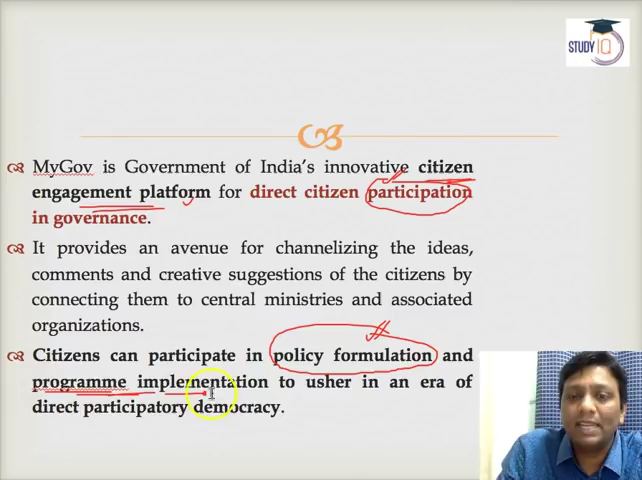 STUDY IQ
MyGov is Government of India's innovative citizen
engagement platform for direct citizen participation
in governance.
It provides an avenue for channelizing the ideas,
comments and creative suggestions of the citizens by
connecting them to central ministries and associated
organizations.
Citizens can participate in policy formulation and
programme implementation to usher in an era of
direct participatory democracy.